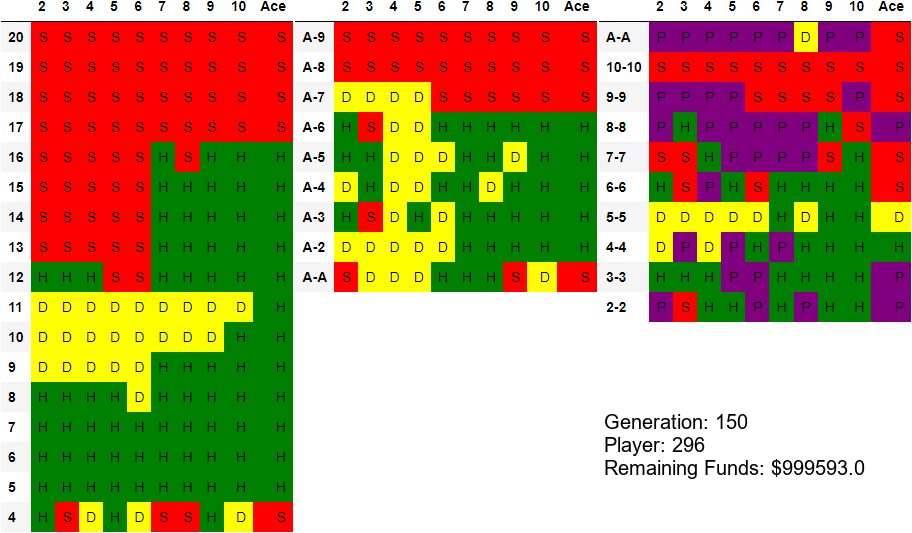 2 3 4 5 6 7 8 9 10 Ace 2 3 4 5 6 7 8 9 10 Ace 2 3 4 5 6 7 8 9 10 Ace
20 S S S S S S S S S S A-9 S S S S S S S S S S A-A P P P P P P D P P S
19 S S S S S S S S S S A-8 S S S S S S S S S S 10-10 S S S S S S S S S S
18 S S S S S S S S S S A-7 D D D D S S S S S S 9-9 P P P P S S S S P S
17 S S S S S S S S S S A-6 H S D D H H H H H H 8-8 P H P P P P P H S P
16 S S S S S H S H H H A-5 H H D D D H H D H H 7-7 S S H P P P P S H S
15 S S S S S H H H H H A-4 D H D D H H D H H H 6-6 H S P H S H H H H S
14 S S S S S H H H H H A-3 H S D H D H H H H H 5-5 D D D D D H D H H D
13 S S S S S H H H H H A-2 D D D D D H H H H H 4-4 D P D P H P H H H H
12 H H H S S H H H H H A-A S D D D H H H S D S 3-3 H H H P P H H H H P
11 D D D D D D D D D H 2-2 P S H H P H P H H P
10 D D D D D D D D H H
9 D D D D D H H H H H
8 H H H H D H H H H H
7 H H H H H H H H H H
6 H H H H H H H H H H
5 H H H H H H H H H H
4 H S D H D S S H D S
Generation: 150
Player: 296
Remaining Funds: $999593.0